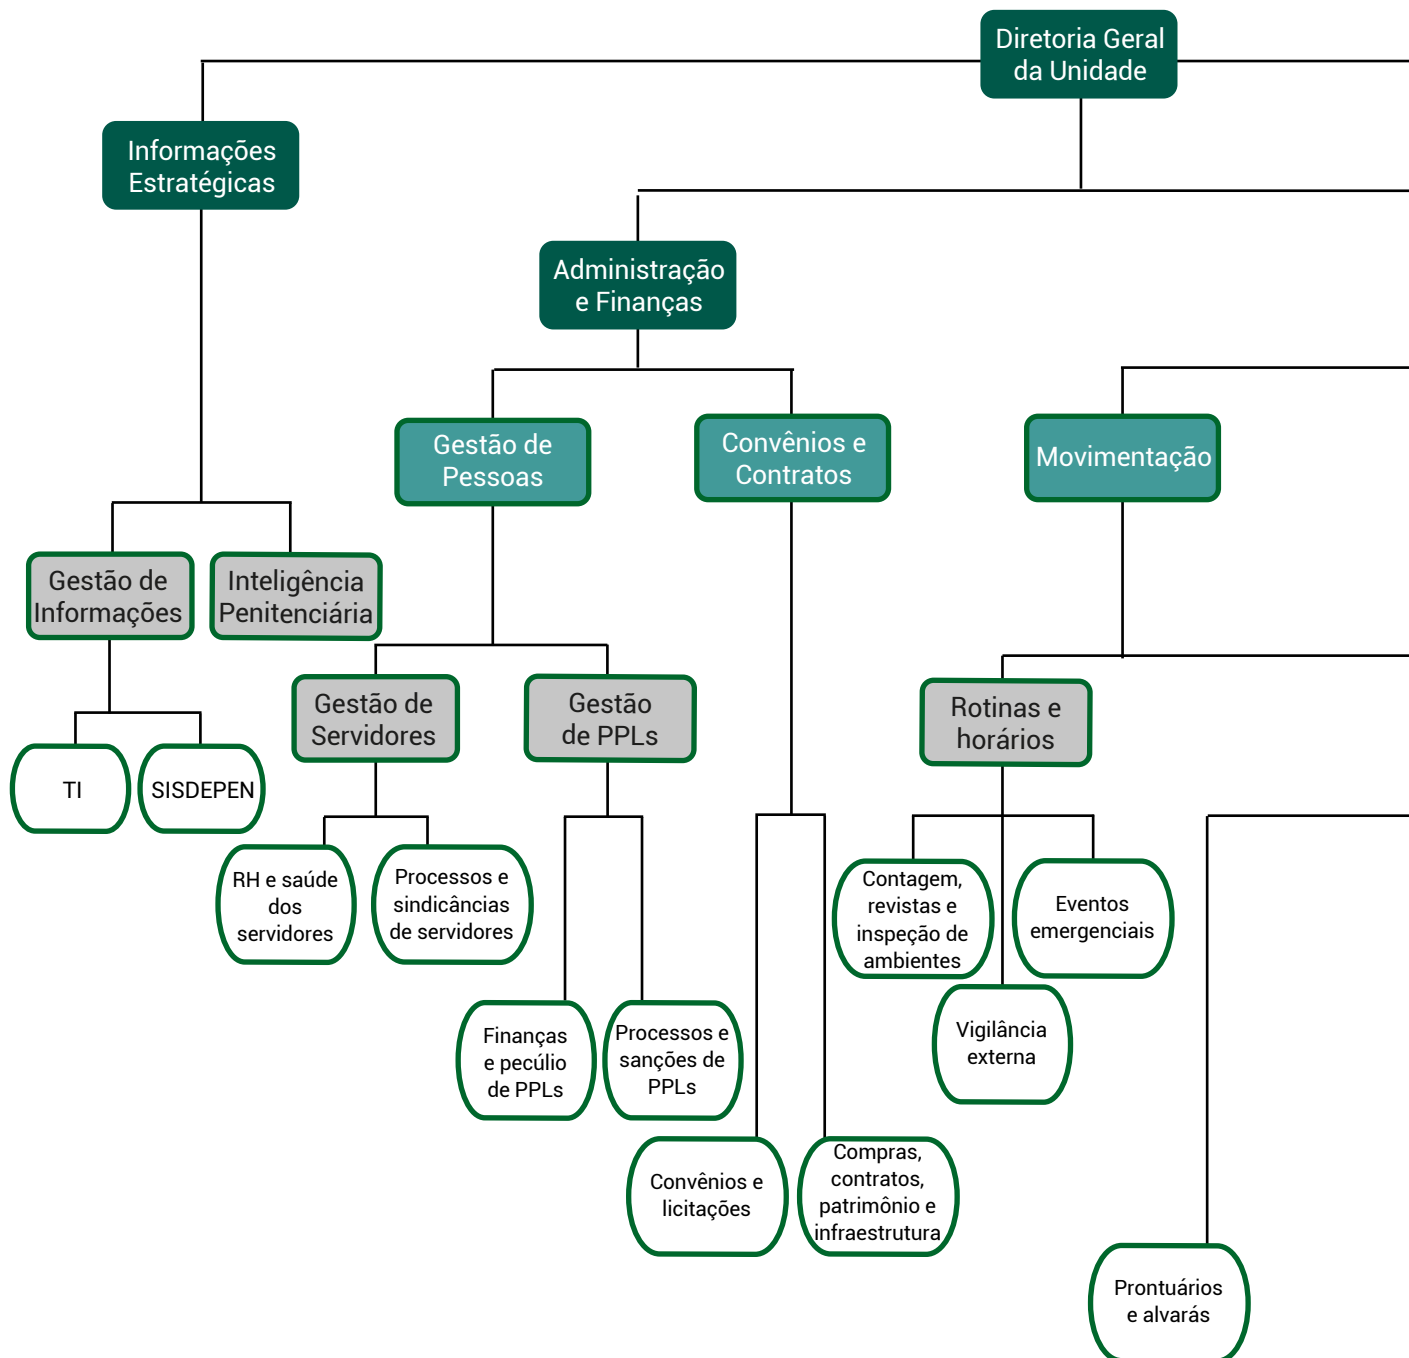 Diretoria Geral
da Unidade
Informações
Estratégicas
Administração
e Finanças
Gestão de
Pessoas
Convênios e
Contratos
Movimentação
Gestão de
Informações
Inteligência
Penitenciária
Gestão de
Servidores
Gestão
de PPLs
Rotinas e
horários
TI
SISDEPEN
RH e saúde
dos
servidores
Processos e
sindicâncias
de servidores
Contagem,
revistas e
inspeção de
ambientes
Eventos
emergenciais
Finanças
e pecúlio
de PPLs
Processos e
sanções de
PPLs
Vigilância
externa
Convênios e
licitações
Compras,
contratos,
patrimônio e
infraestrutura
Prontuários
e alvarás